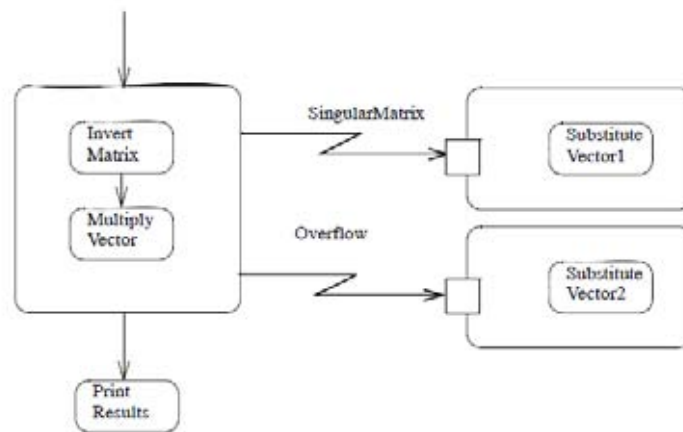 SingularMatrix
Invert
Matrix
Substitute
Vector1
Multiply
Vector
Overflow
Substitute
Vector2
Print
Results